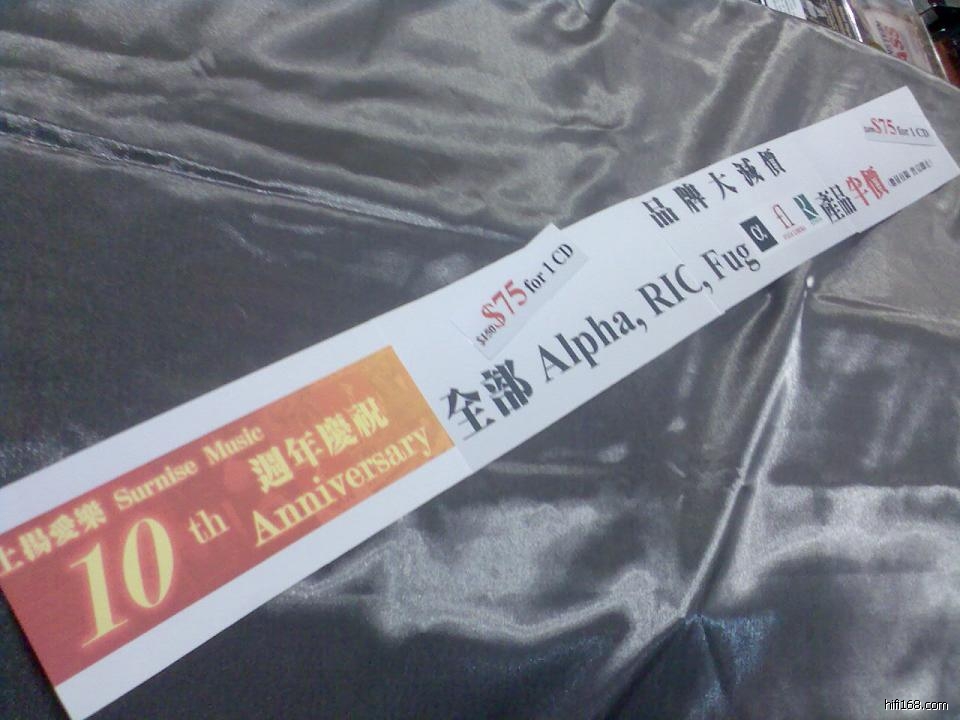 上揚愛樂 Surnise Music
10 th 週年慶祝
Anniversary
$150 $75 for 1 CD
全部 Alpha, RIC, Fug
品牌大減價
α fl
產品半價
$75 for 1 CD
hifi168.com